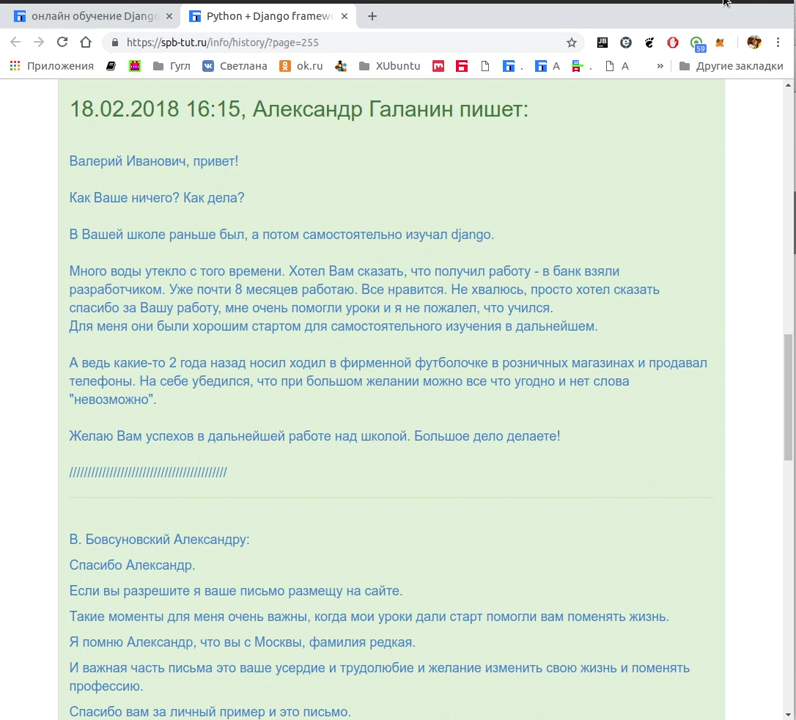 онлайн обучение Django
Python + Django framew
https://spb-tut.ru/info/history/?page=255
59
Приложения
Гугл
Светлана
ok.ru
XUbuntu
А
А
»
Другие закладки
18.02.2018 16:15, Александр Галанин пишет:
Валерий Иванович, привет!
Как Ваше ничего? Как дела?
В Вашей школе раньше был, а потом самостоятельно изучал django.
Много воды утекло с того времени. Хотел Вам сказать, что получил работу - в банк взяли
разработчиком. Уже почти 8 месяцев работаю. Все нравится. Не хвалюсь, просто хотел сказать
спасибо за Вашу работу, мне очень помогли уроки и я не пожалел, что учился.
Для меня они были хорошим стартом для самостоятельного изучения в дальнейшем.
А ведь какие-то 2 года назад носил ходил в фирменной футболочке в розничных магазинах и продавал
телефоны. На себе убедился, что при большом желании можно все что угодно и нет слова
"невозможно".
Желаю Вам успехов в дальнейшей работе над школой. Большое дело делаете!
///////////////////////////////////////////
В. Бовсуновский Александру:
Спасибо Александр.
Если вы разрешите я ваше письмо размещу на сайте.
Такие моменты для меня очень важны, когда мои уроки дали старт помогли вам поменять жизнь.
Я помню Александр, что вы с Москвы, фамилия редкая.
И важная часть письма это ваше усердие и трудолюбие и желание изменить свою жизнь и поменять
профессию.
Спасибо вам за личный пример и это письмо.